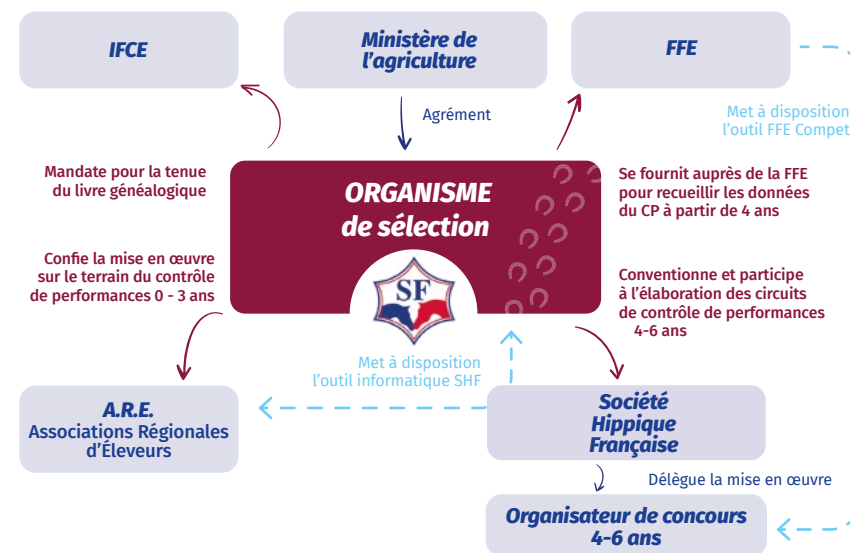 IFCE
Ministère de
l'agriculture
FFE
Agrément
Met à disposition
l'outil FFE Compet
Mandate pour la tenue
du livre généalogique
ORGANISME
de sélection
Se fournit auprès de la FFE
pour recueillir les données
du CP à partir de 4 ans
Confie la mise en œuvre
sur le terrain du contrôle
de performances 0 - 3 ans
SF
Conventionne et participe
à l'élaboration des circuits
de contrôle de performances
4-6 ans
Met à disposition
l'outil informatique SHF
A.R.E.
Associations Régionales
d'Éleveurs
Société
Hippique
Française
Délègue la mise en œuvre
Organisateur de concours
4-6 ans